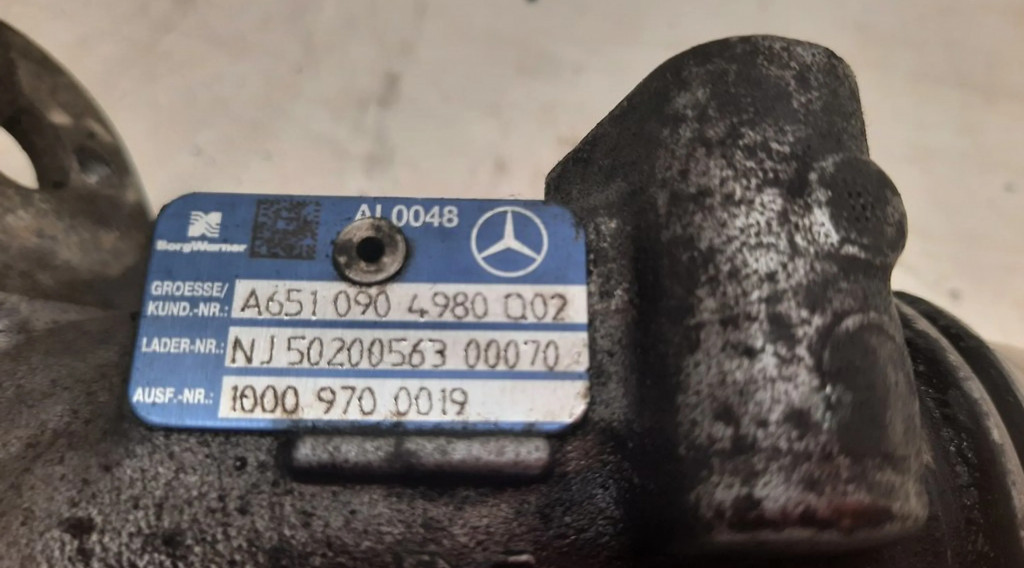 AL0048
BorgWarner
GROESSE/
KUND.-NR.: A651 090 4980 Q02
LADER-NR.: NJ 50200563 00070
AUSF.-NR.: 1000 970 0019